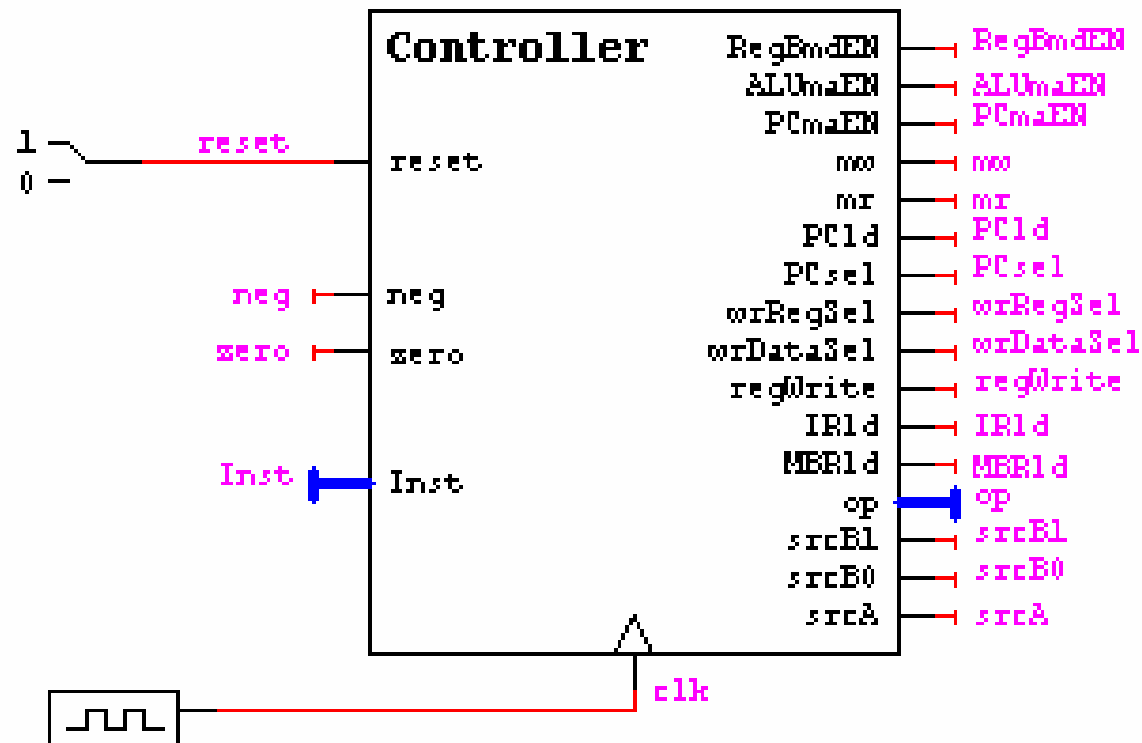 Controller
RegBmdEN RegBmdEN
ALUmaEN ALUmaEN
PCmaEN PCmaEN
1 reset reset mw mw
0
mr mr
PCld PCld
PCsel PCsel
neg neg
wrRegSel wrRegSel
zero zero wrDataSel wrDataSel
regWrite regWrite
IRld IRld
MBRld MBRld
Inst Inst
op op
srcB1 srcB1
srcB0 srcB0
srcA srcA
clk